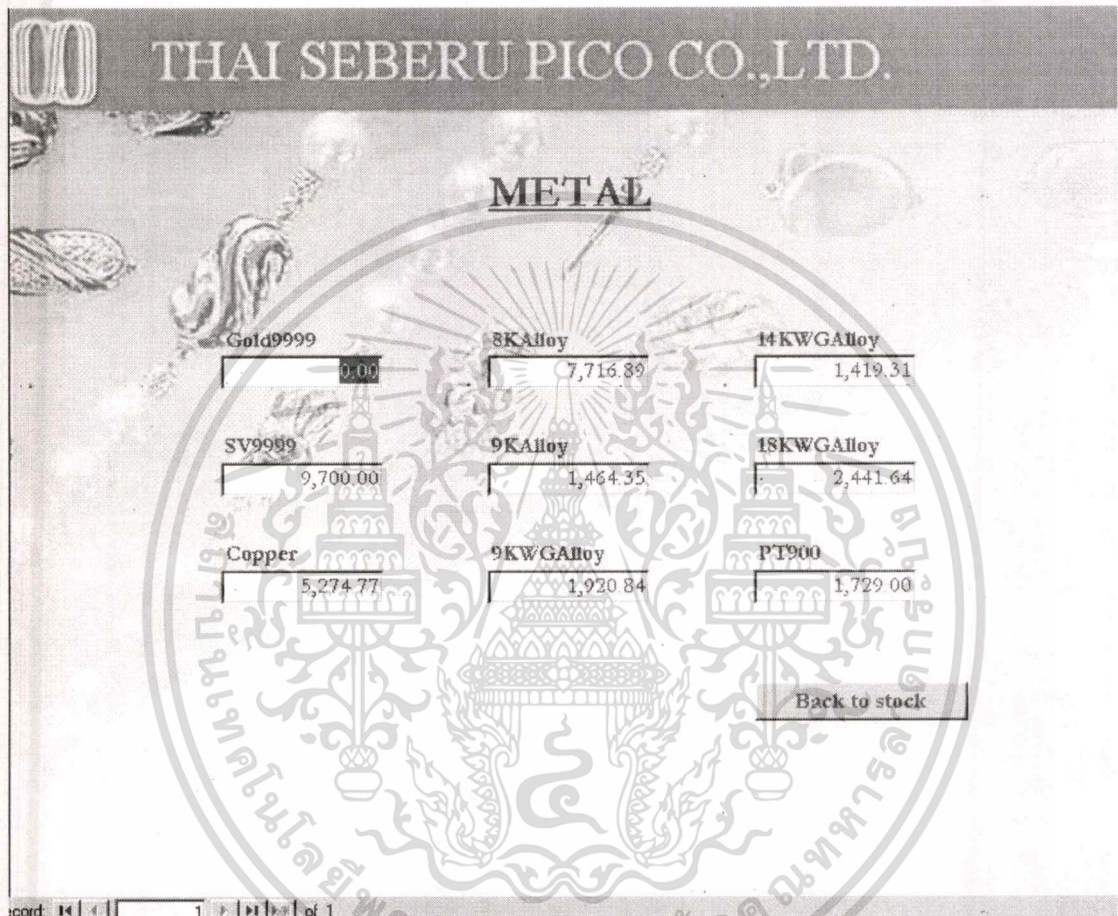 THAI SEBERU PICO CO.,LTD.
METAL
Gold9999 8KAlloy 14KWGAlloy
0.00 7,716.89 1,419.31
SV9999 9KAlloy 18KWGAlloy
9,700.00 1,464.35 2,441.64
Copper 9KWGAlloy PT900
5,274.77 1,920.84 1,729.00
Back to stock
ecord: 1 of 1